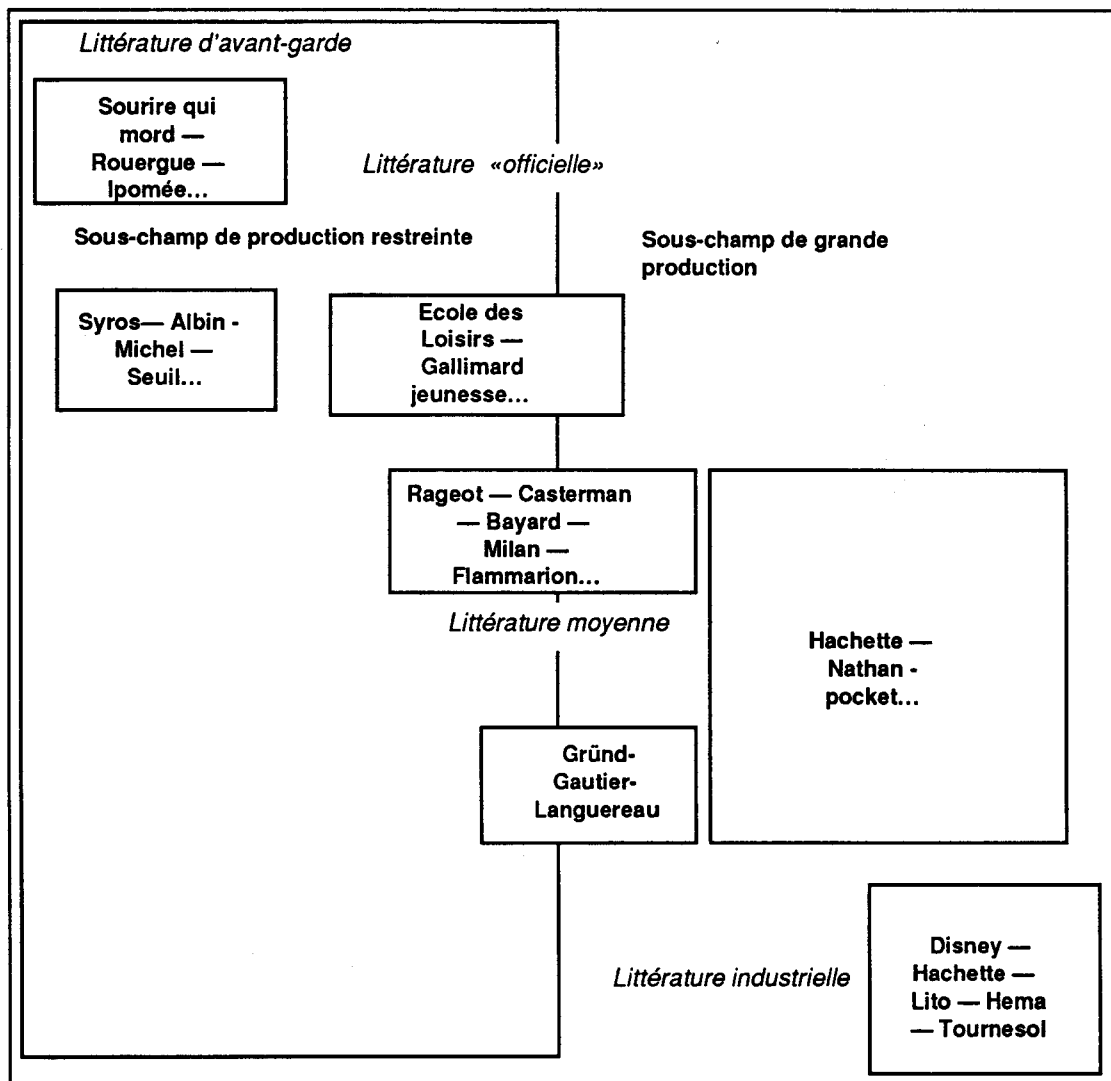 Littérature d'avant-garde
Sourire qui
mord —
Rouergue —
Ipomée...
Littérature «officielle»
Sous-champ de production restreinte
Sous-champ de grande
production
Syros— Albin -
Michel —
Seuil...
Ecole des
Loisirs —
Gallimard
jeunesse...
Rageot — Casterman
— Bayard —
Milan —
Flammarion...
Littérature moyenne
Hachette —
Nathan -
pocket...
Gründ-
Gautier-
Languereau
Littérature industrielle
Disney —
Hachette —
Lito — Hema
— Tournesol